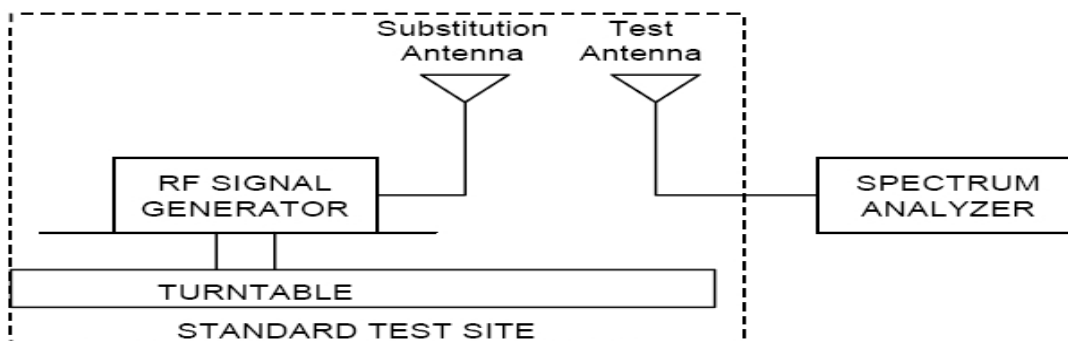 Substitution
Antenna
Test
Antenna
RF SIGNAL
GENERATOR
SPECTRUM
ANALYZER
TURNTABLE
STANDARD TEST SITE